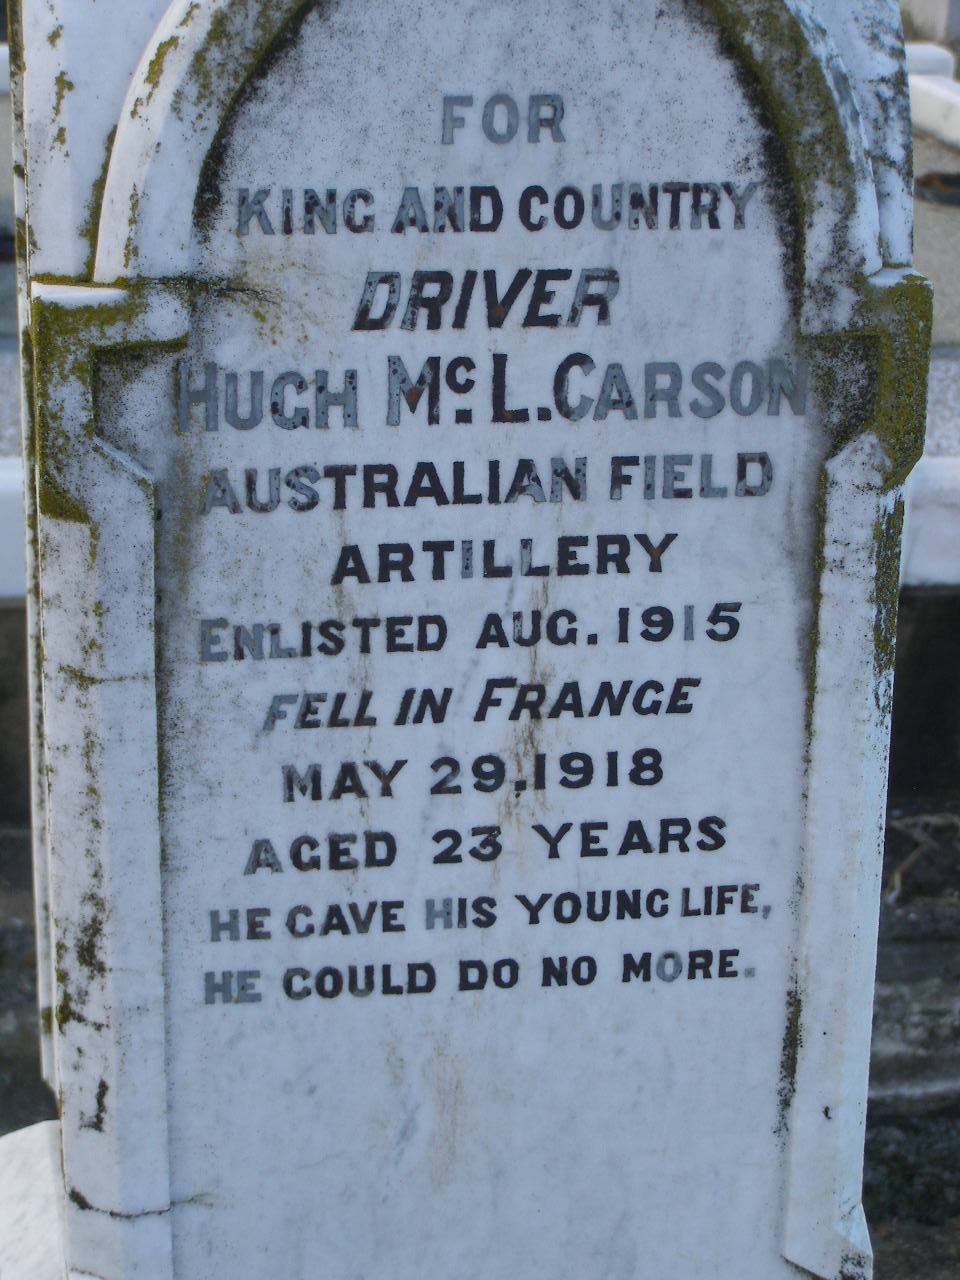 FOR
KING AND COUNTRY
DRIVER
HUGH McL. CARSON
AUSTRALIAN FIELD
ARTILLERY
ENLISTED AUG. 1915
FELL IN FRANCE
MAY 29, 1918
AGED 23 YEARS
HE GAVE HIS YOUNG LIFE,
HE COULD DO NO MORE.